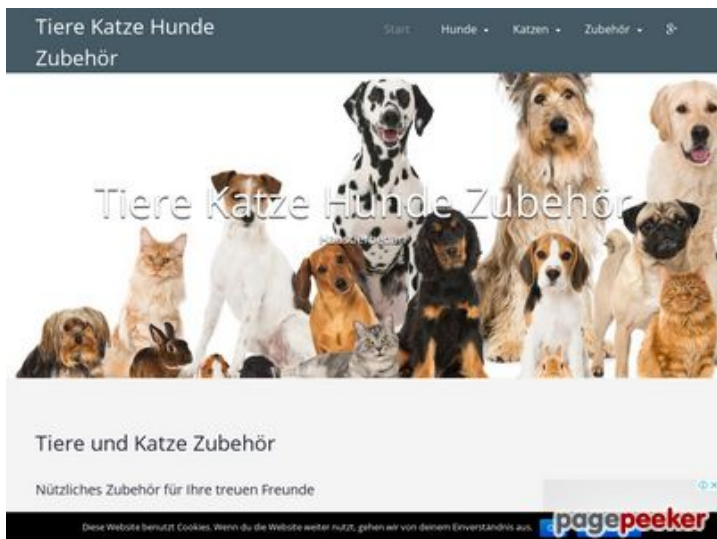 Tiere Katze Hunde
Zubehör
Start Hunde Katzen Zubehör g+
Tiere Katze Hunde Zubehör
Haustierbedarf
Tiere und Katze Zubehör
Nützliches Zubehör für Ihre treuen Freunde
Diese Website benutzt Cookies. Wenn du die Website weiter nutzt, gehen wir von deinem Einverständnis aus.
pagepeeker